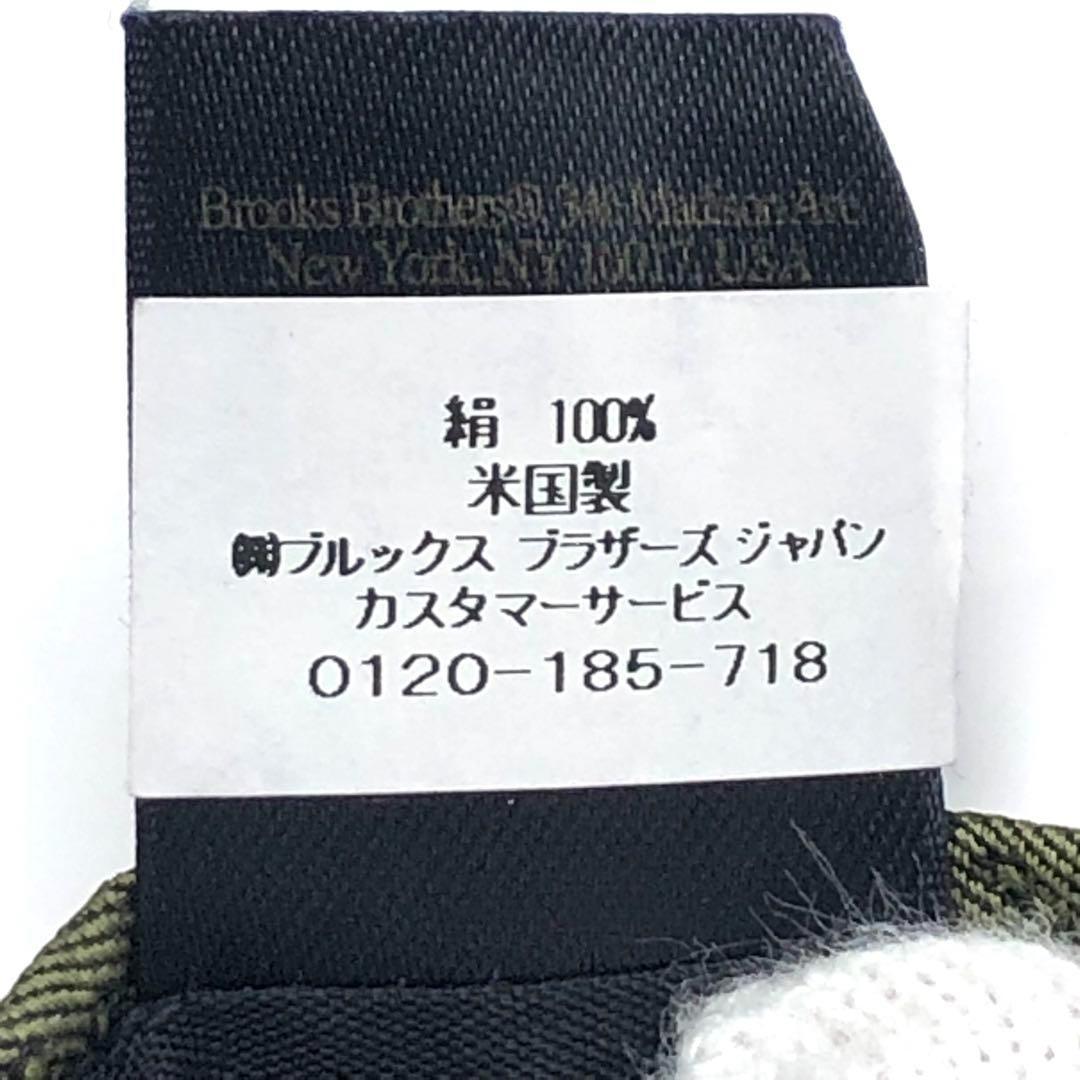 Brooks Brothers® 346 Madison Ave.
New York, NY 10017 USA
絹 100%
米国製
㈱ブルックス ブラザーズ ジャパン
カスタマーサービス
0120-185-718